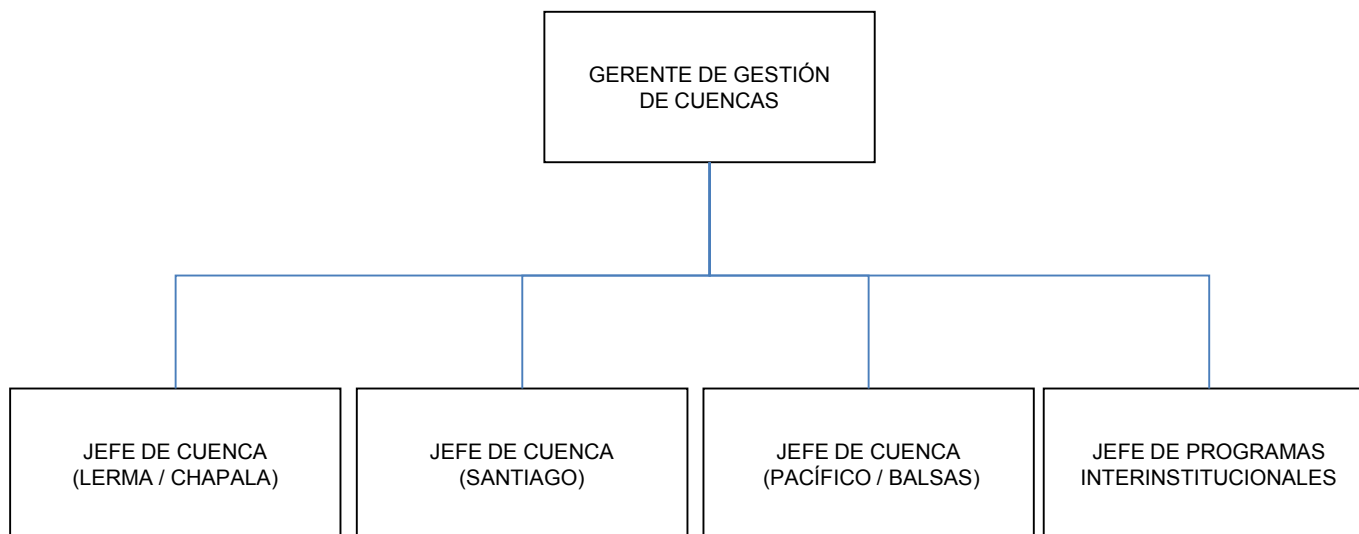 GERENTE DE GESTIÓN
DE CUENCAS
JEFE DE CUENCA
(LERMA / CHAPALA)
JEFE DE CUENCA
(SANTIAGO)
JEFE DE CUENCA
(PACÍFICO / BALSAS)
JEFE DE PROGRAMAS
INTERINSTITUCIONALES